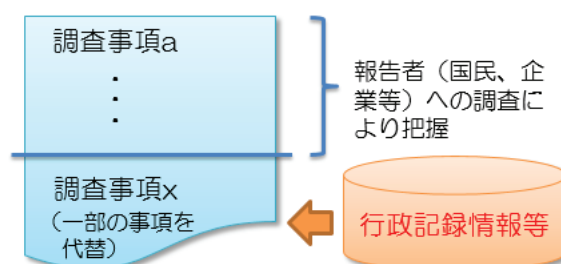 調査事項a
・
・
・
報告者（国民、企
業等）への調査に
より把握
調査事項x
（一部の事項を
代替）
行政記録情報等